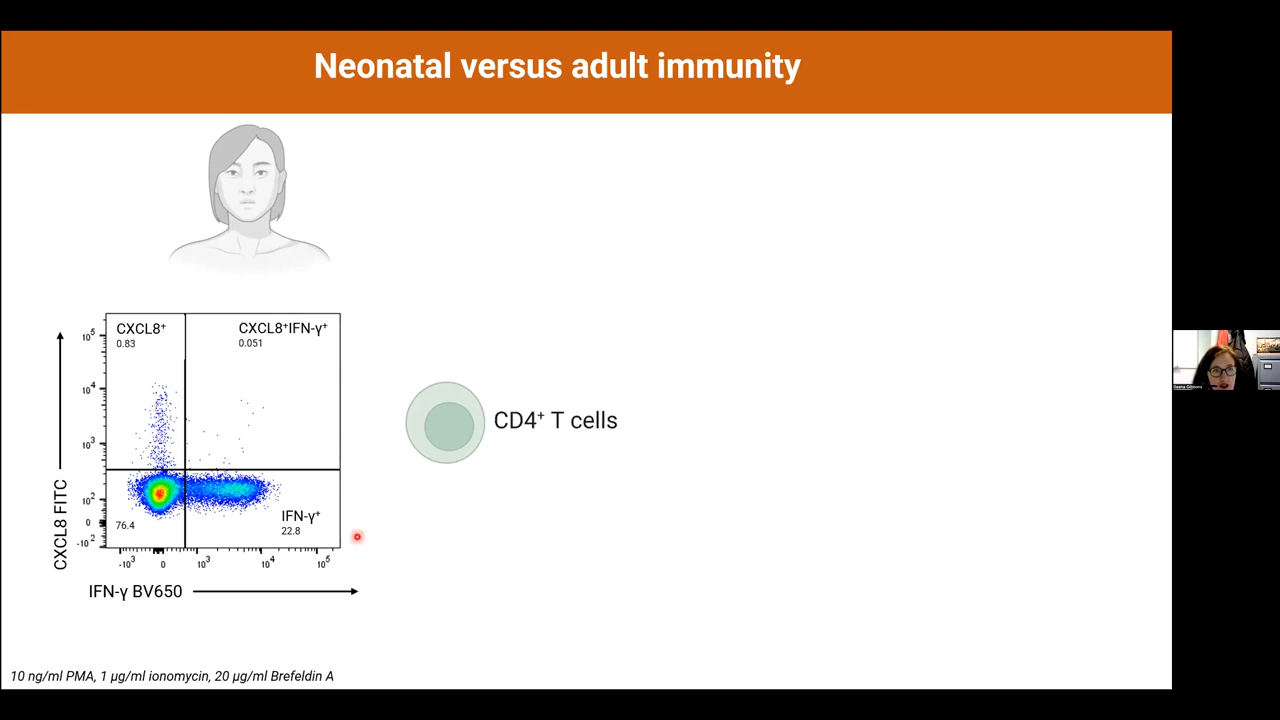 Neonatal versus adult immunity
CXCL8⁺
0.83
CXCL8⁺IFN-γ⁺
0.051
10⁵
10⁴
10³
10²
0
-10²
76.4
IFN-γ⁺
22.8
-10³
0
10³
10⁴
10⁵
CXCL8 FITC
IFN-γ BV650
CD4⁺ T cells
10 ng/ml PMA, 1 µg/ml ionomycin, 20 µg/ml Brefeldin A